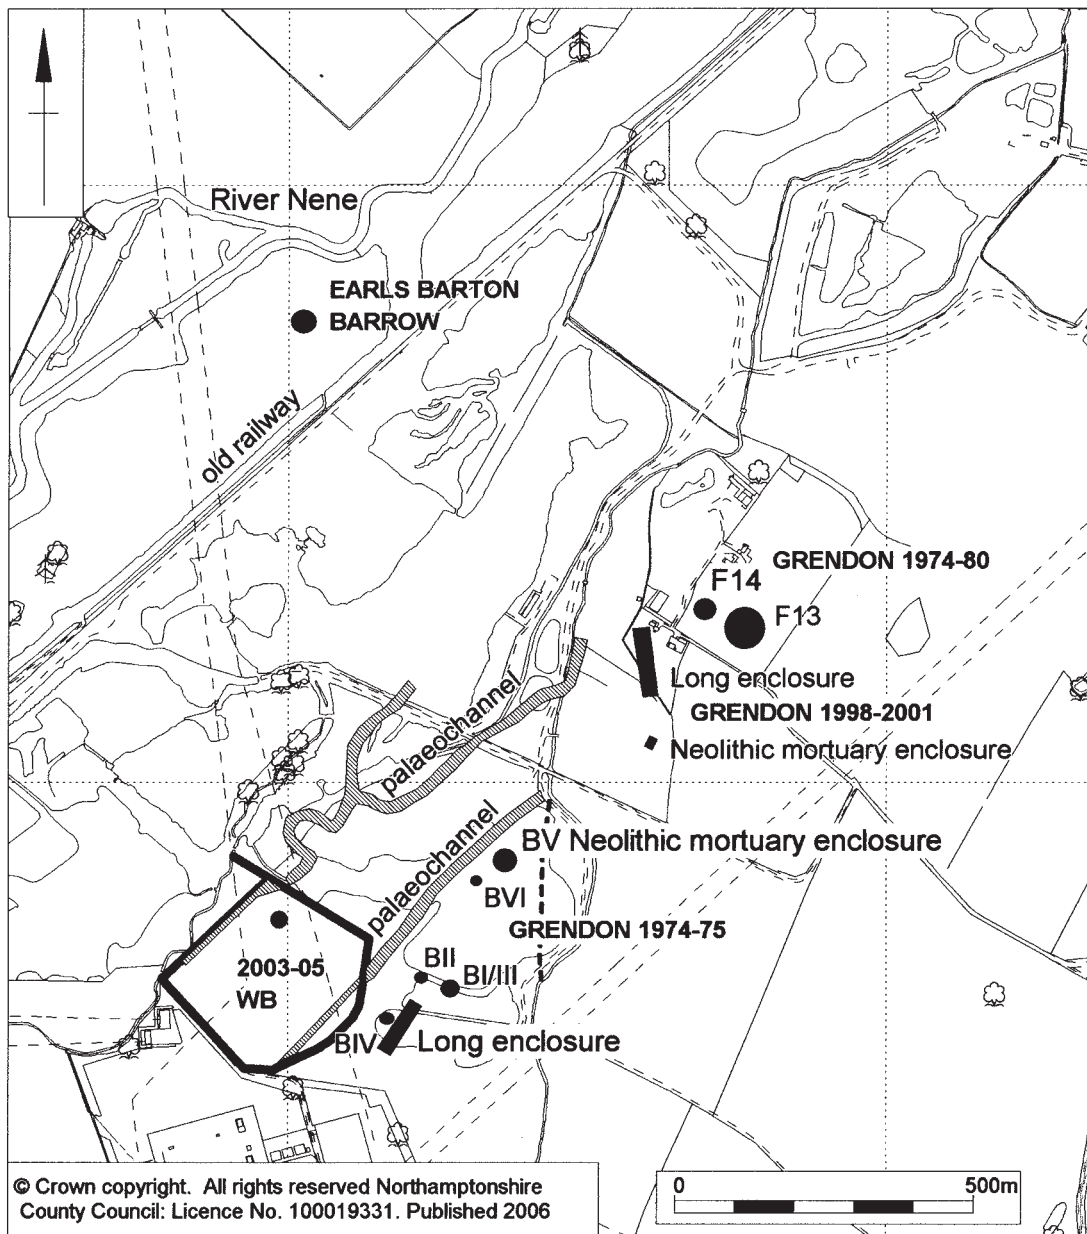 River Nene
EARLS BARTON
BARROW
old railway
GRENDON 1974-80
F14
F13
Long enclosure
GRENDON 1998-2001
Neolithic mortuary enclosure
palaeochannel
palaeochannel
BV Neolithic mortuary enclosure
BVI
GRENDON 1974-75
BII
BI/III
2003-05
WB
BIV
Long enclosure
© Crown copyright. All rights reserved Northamptonshire
County Council: Licence No. 100019331. Published 2006
0 500m